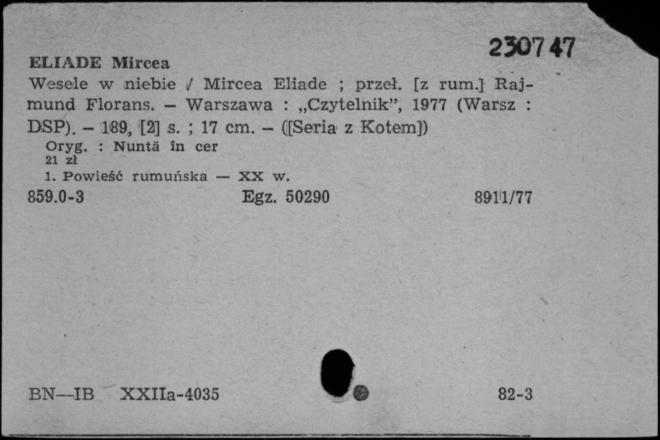 230747
ELIADE Mircea
Wesele w niebie / Mircea Eliade ; przeł. [z rum.] Raj-
mund Florans. — Warszawa : „Czytelnik”, 1977 (Warsz :
DSP). — 189, [2] s. ; 17 cm. — ([Seria z Kotem])
Oryg. : Nuntă în cer
21 zł
1. Powieść rumuńska — XX w.
859.0-3 Egz. 50290 8911/77
BN—IB XXIIa-4035 82-3